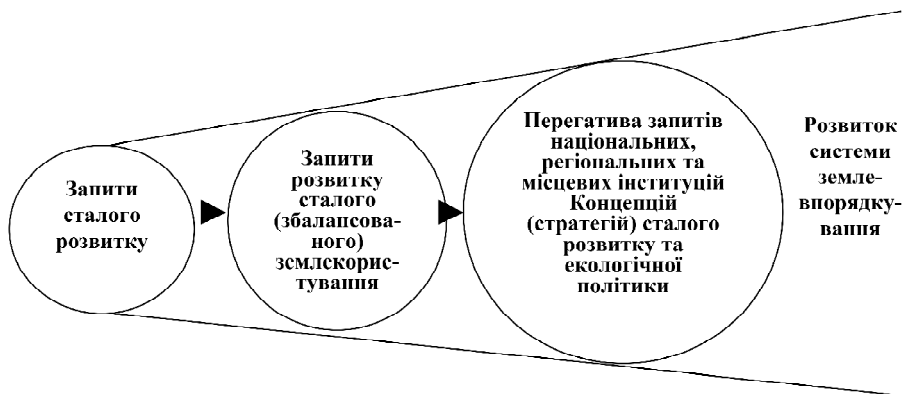 Запити
сталого
розвитку
Запити
розвитку
сталого
(збалансова-
ного)
землекорис-
тування
Перегатива запитів
національних,
регіональних та
місцевих інституцій
Концепцій
(стратегій) сталого
розвитку та
екологічної
політики
Розвиток
системи
земле-
впорядку-
вання